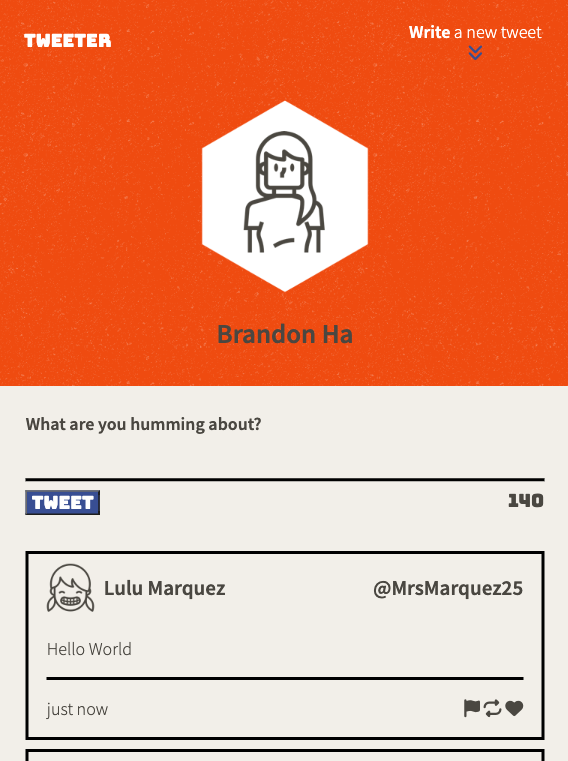 TWEETER
Write a new tweet
Brandon Ha
What are you humming about?
TWEET 140
Lulu Marquez @MrsMarquez25
Hello World
just now